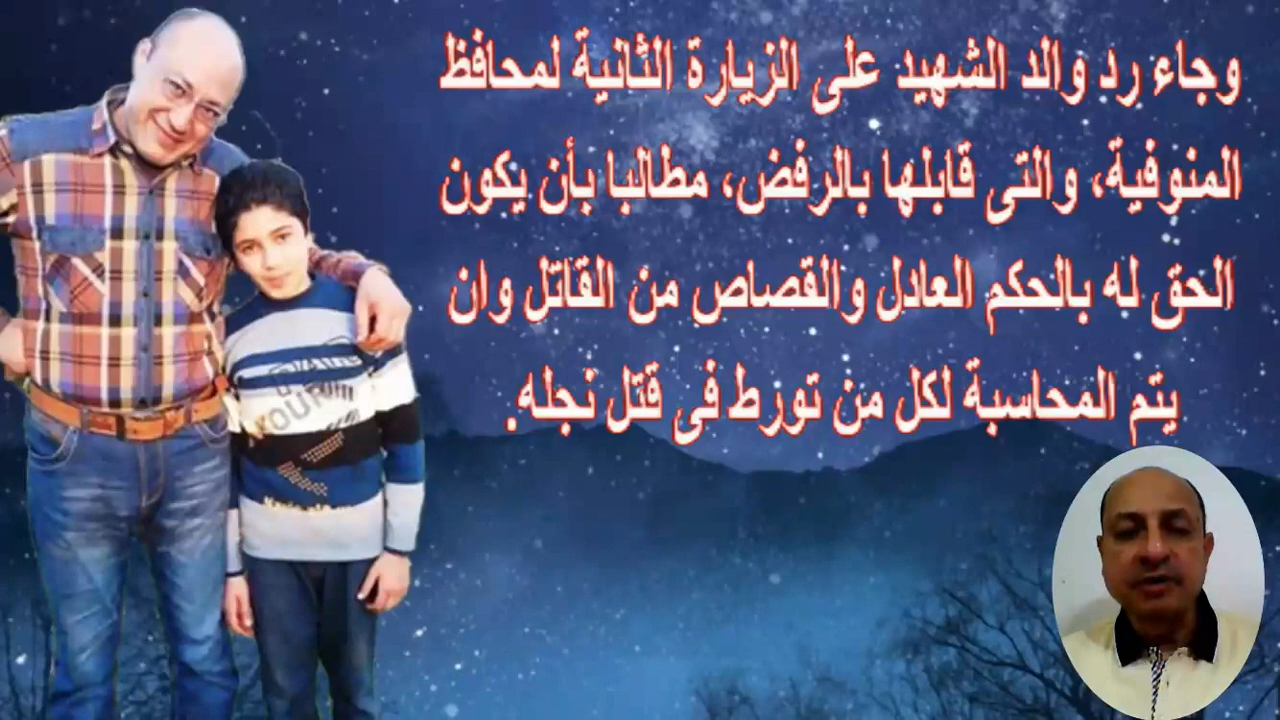 وجاء رد والد الشهيد على الزيارة الثانية لمحافظ
المنوفية، والتى قابلها بالرفض، مطالبا بأن يكون
الحق له بالحكم العادل والقصاص من القاتل وان
يتم المحاسبة لكل من تورط فى قتل نجله.